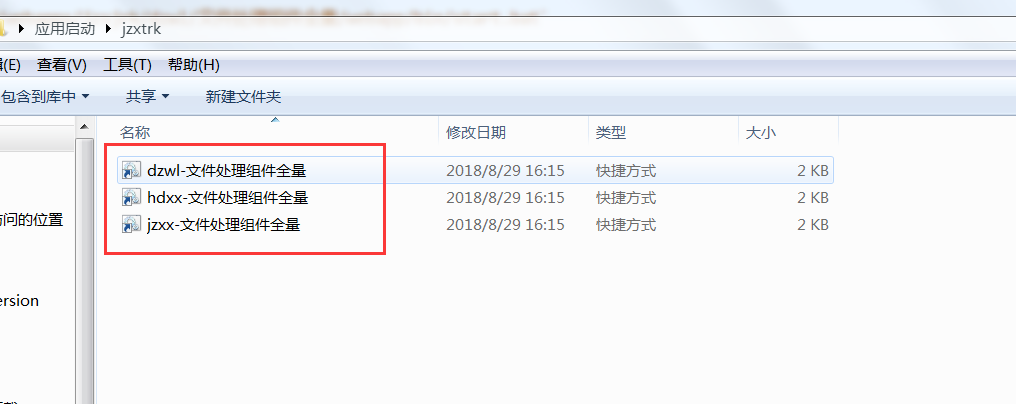 应用启动 jzxtrk
(E) 查看(V) 工具(T) 帮助(H)
包含到库中 共享 新建文件夹
名称 修改日期 类型 大小
dzwl-文件处理组件全量 2018/8/29 16:15 快捷方式 2 KB
hdxx-文件处理组件全量 2018/8/29 16:15 快捷方式 2 KB
jzxx-文件处理组件全量 2018/8/29 16:15 快捷方式 2 KB
问的位置
ersion